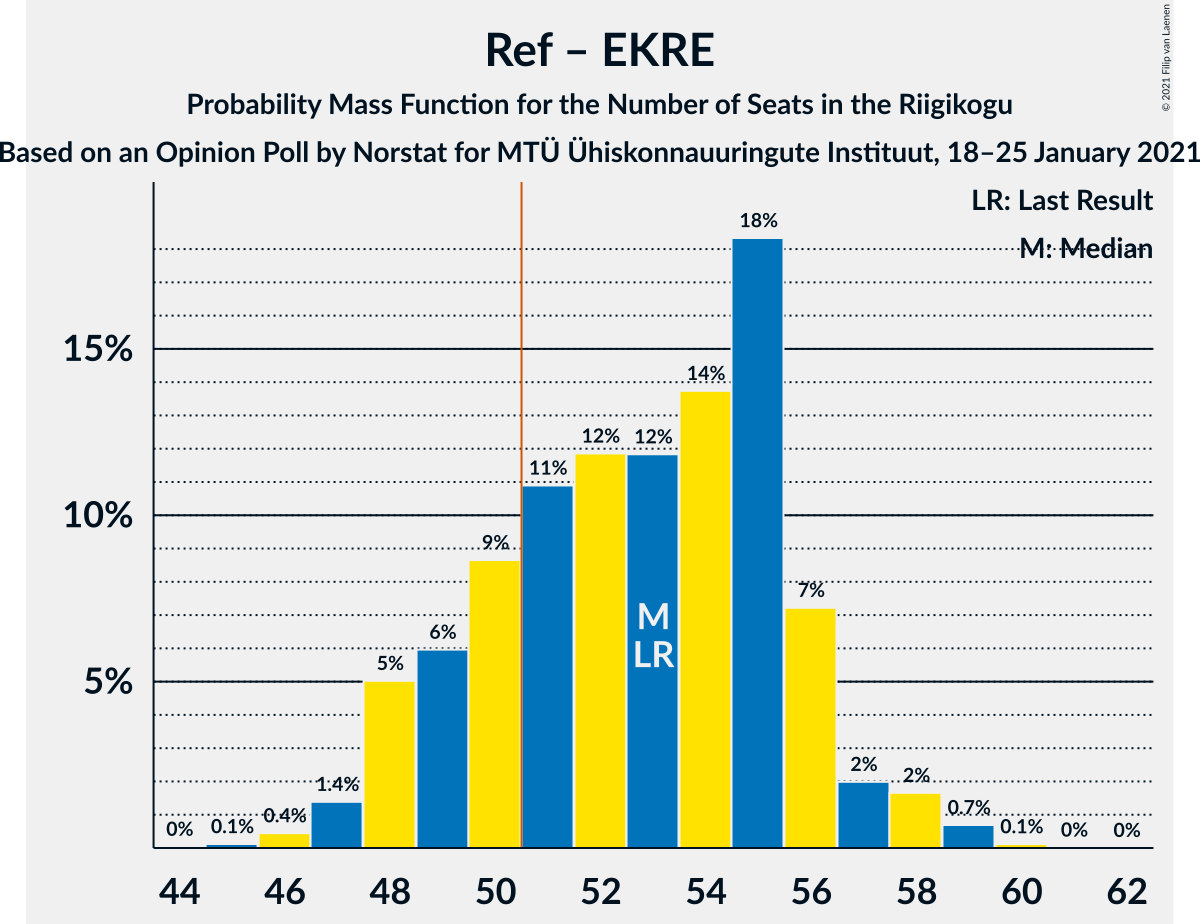 Ref – EKRE
Probability Mass Function for the Number of Seats in the Riigikogu
Based on an Opinion Poll by Norstat for MTÜ Ühiskonnauuringute Instituut, 18–25 January 2021
© 2021 Filip van Laenen
LR: Last Result
M: Median
15%
10%
5%
0%
0.1%
0.4%
1.4%
5%
6%
9%
11%
12%
12%
14%
18%
7%
2%
2%
0.7%
0.1%
0%
0%
M
LR
44 46 48 50 52 54 56 58 60 62